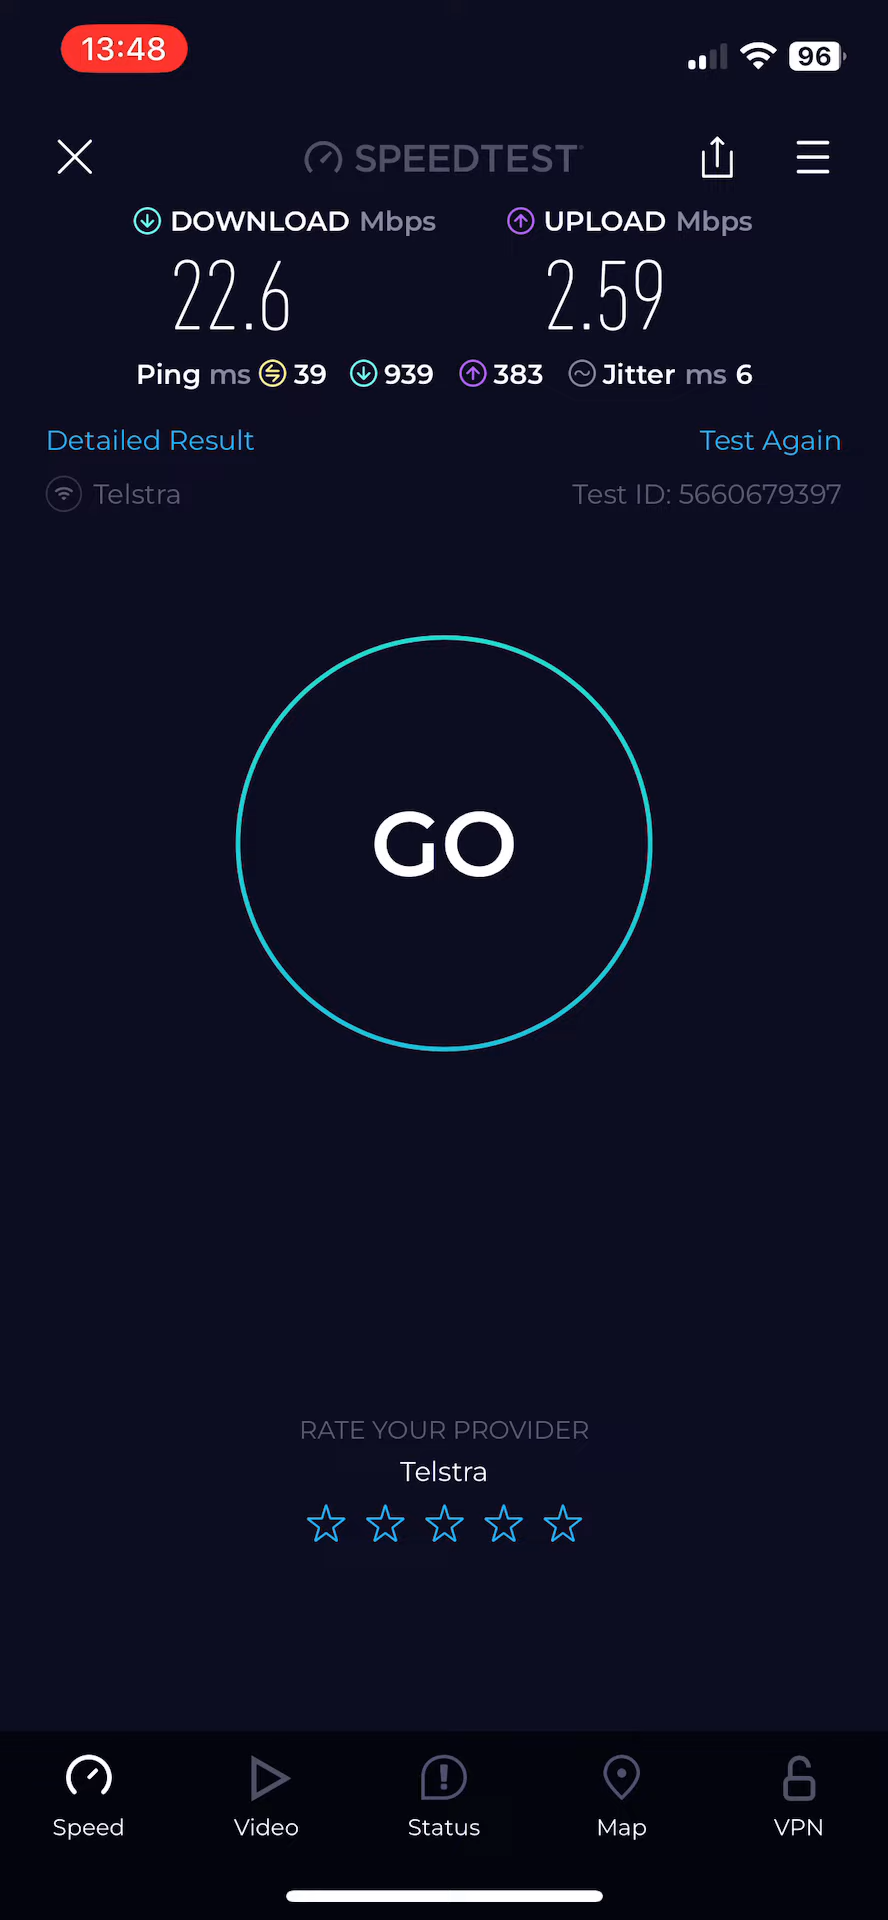 13:48 96
SPEEDTEST
DOWNLOAD Mbps UPLOAD Mbps
22.6 2.59
Ping ms 39 939 383 Jitter ms 6
Detailed Result Test Again
Telstra Test ID: 5660679397
GO
RATE YOUR PROVIDER
Telstra
Speed Video Status Map VPN